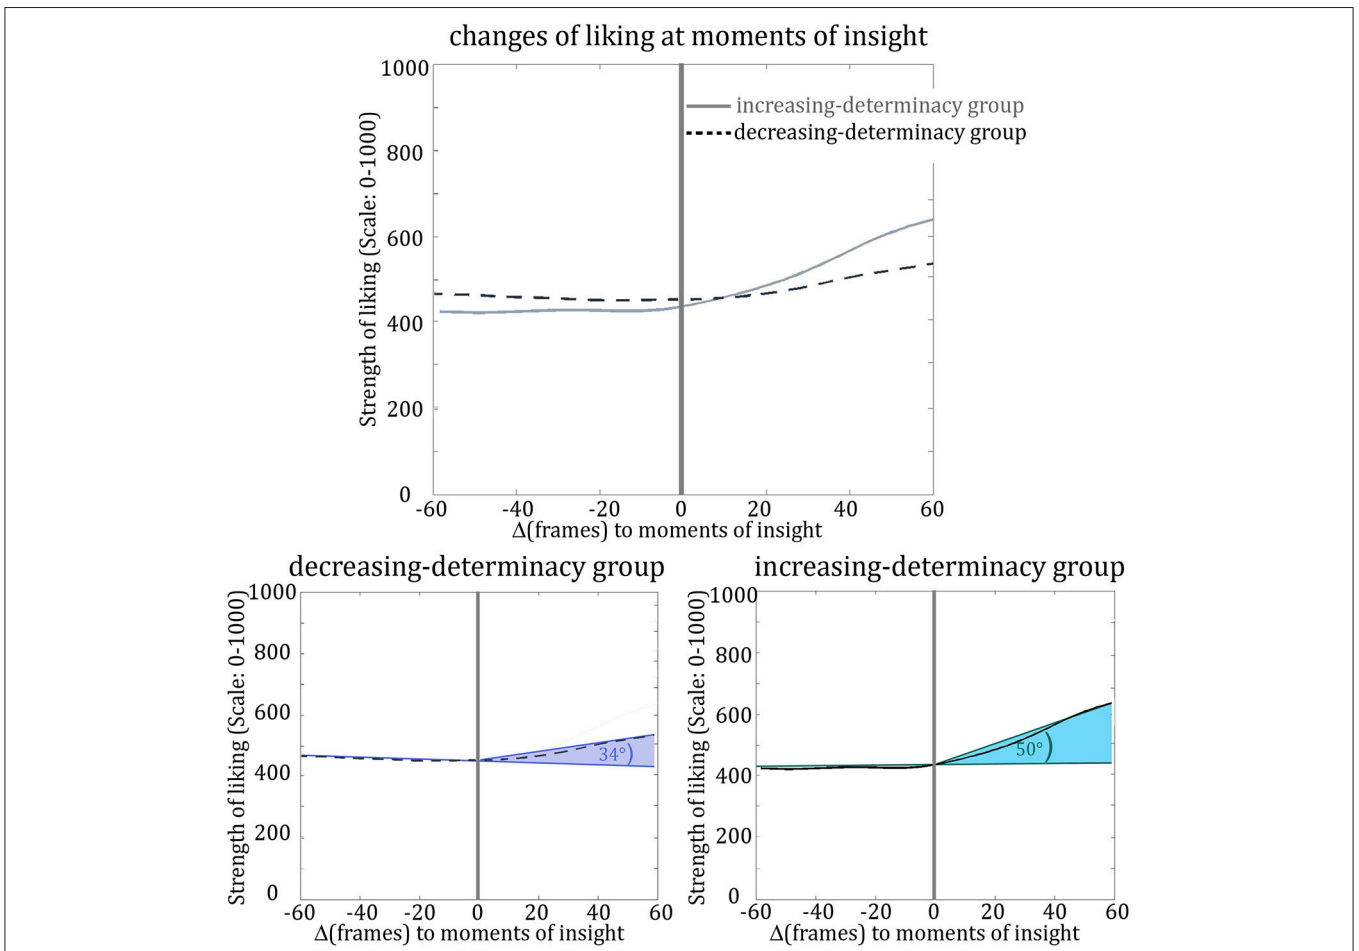 changes of liking at moments of insight
1000
800
600
400
200
0
Strength of liking (Scale: 0-1000)
increasing-determinacy group
decreasing-determinacy group
-60 -40 -20 0 20 40 60
Δ(frames) to moments of insight
decreasing-determinacy group
1000
800
600
400
200
0
Strength of liking (Scale: 0-1000)
34°
-60 -40 -20 0 20 40 60
Δ(frames) to moments of insight
increasing-determinacy group
1000
800
600
400
200
0
Strength of liking (Scale: 0-1000)
50°
-60 -40 -20 0 20 40 60
Δ(frames) to moments of insight